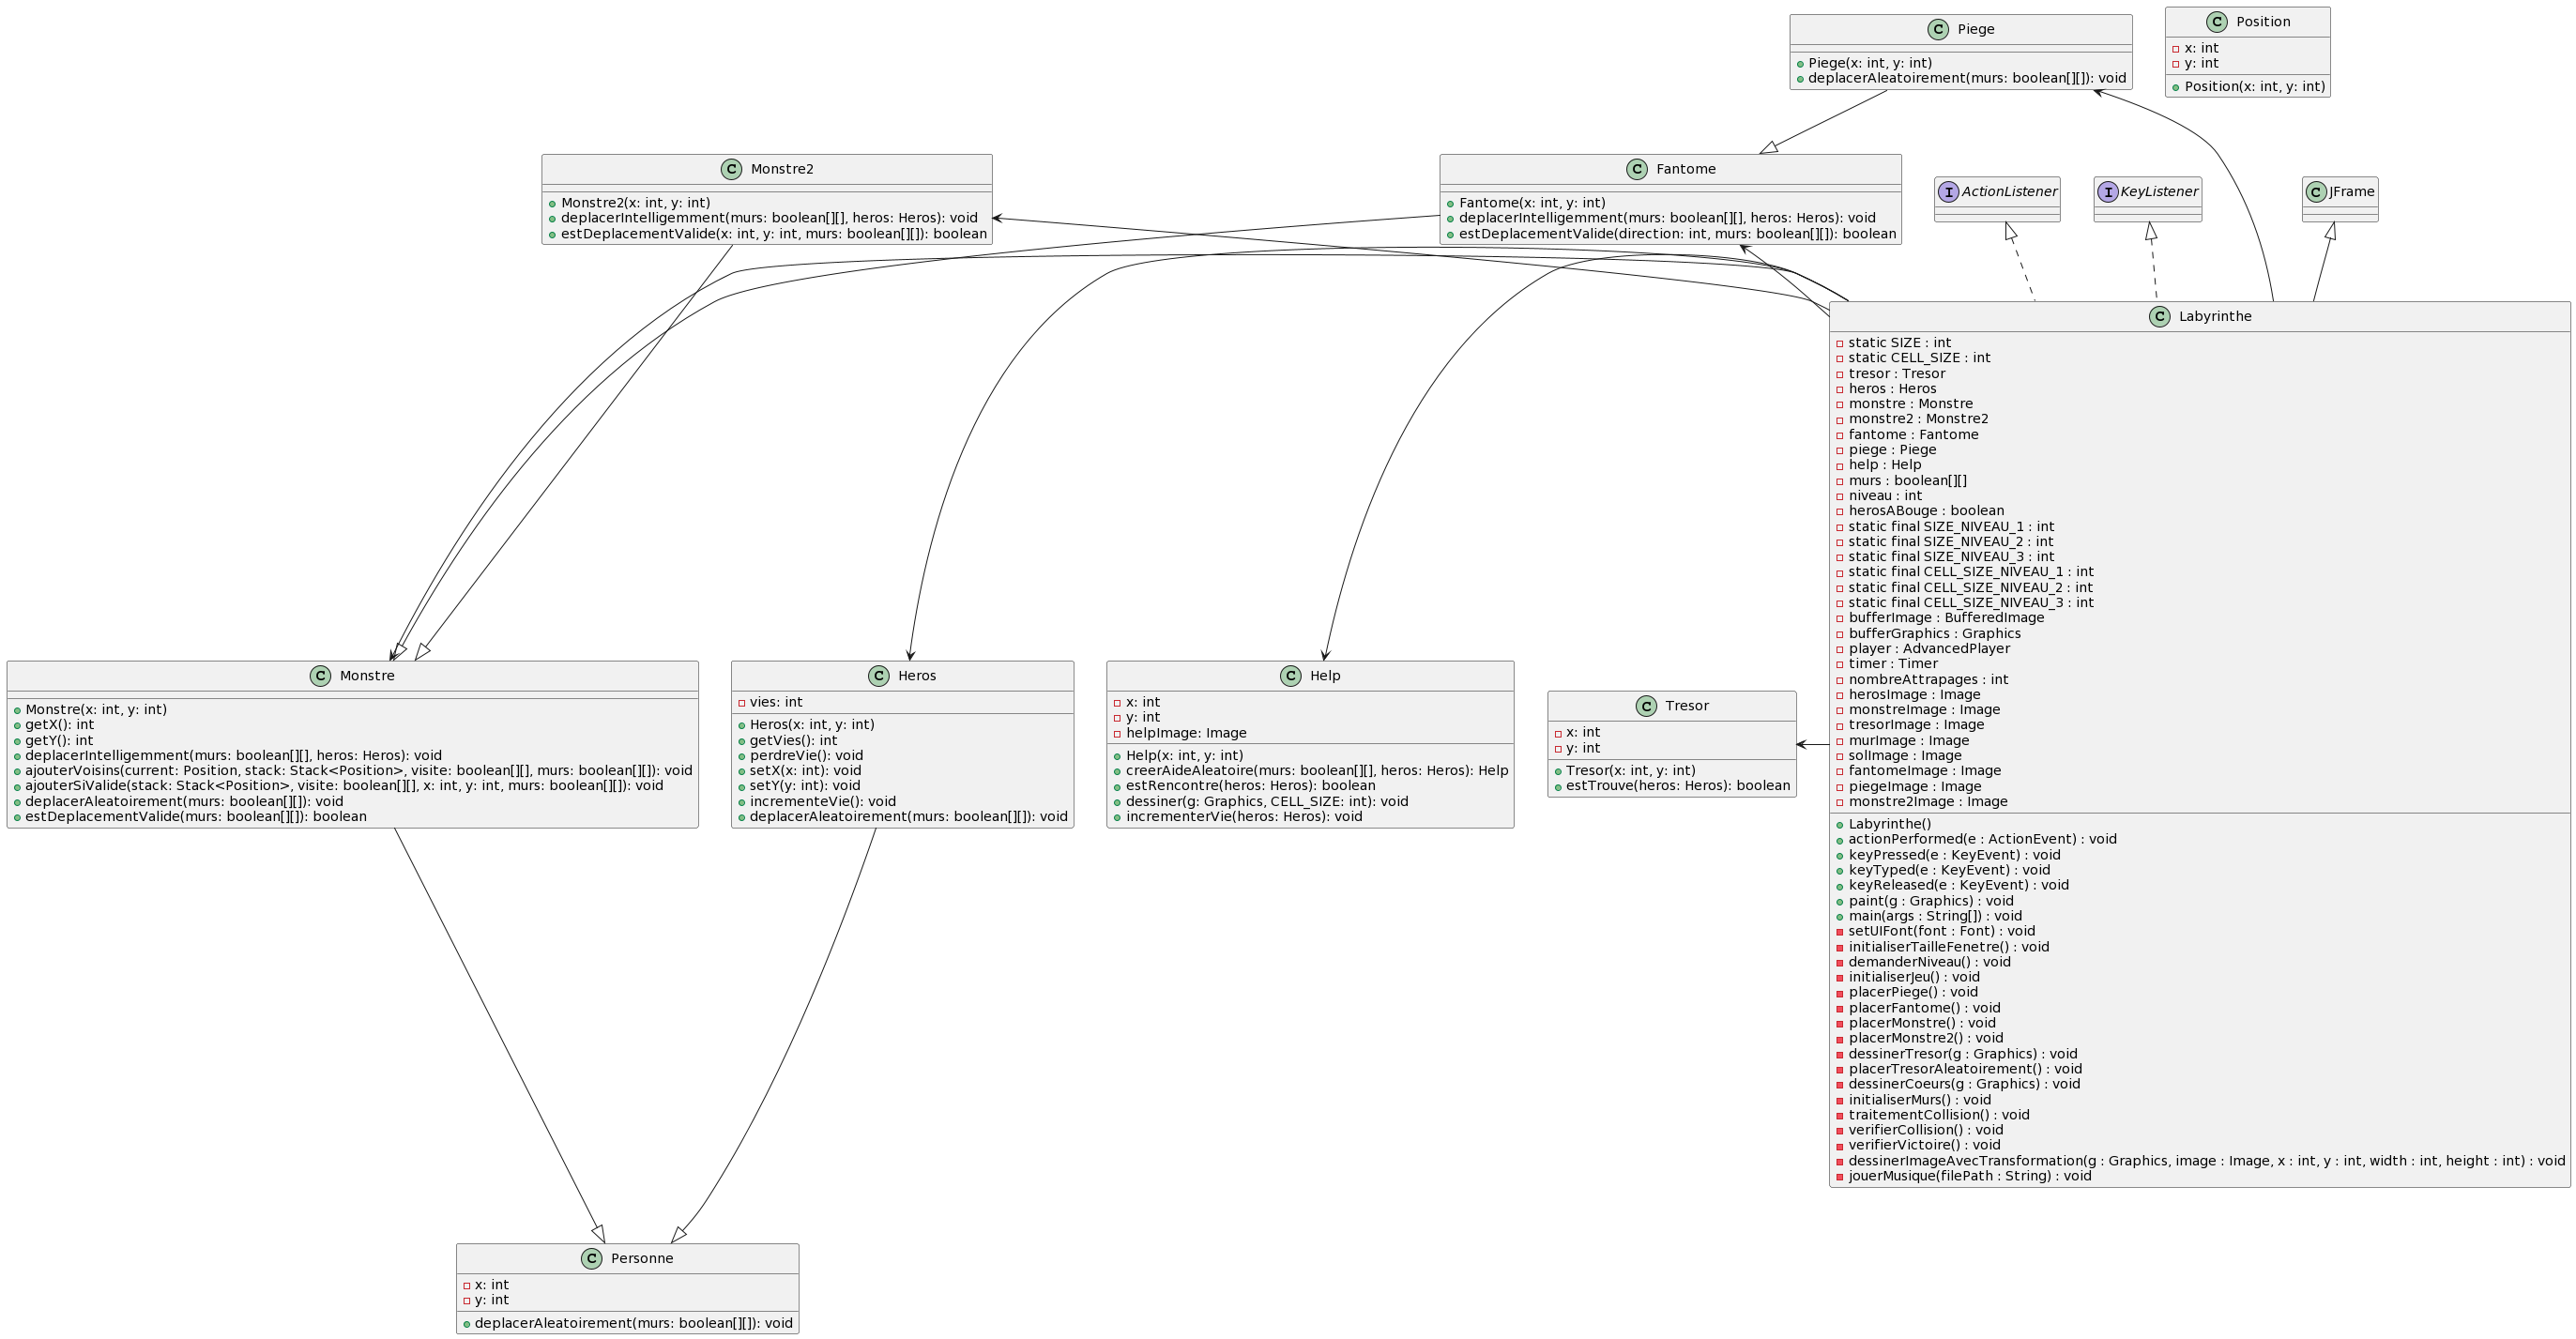 C Piege
Piege(x: int, y: int)
deplacerAleatoirement(murs: boolean[][]): void
C Position
x: int
y: int
Position(x: int, y: int)
C Monstre2
Monstre2(x: int, y: int)
deplacerIntelligemment(murs: boolean[][], heros: Heros): void
estDeplacementValide(x: int, y: int, murs: boolean[][]): boolean
C Fantome
Fantome(x: int, y: int)
deplacerIntelligemment(murs: boolean[][], heros: Heros): void
estDeplacementValide(direction: int, murs: boolean[][]): boolean
I ActionListener
I KeyListener
C JFrame
C Labyrinthe
static SIZE : int
static CELL_SIZE : int
tresor : Tresor
heros : Heros
monstre : Monstre
monstre2 : Monstre2
fantome : Fantome
piege : Piege
help : Help
murs : boolean[][]
niveau : int
herosABouge : boolean
static final SIZE_NIVEAU_1 : int
static final SIZE_NIVEAU_2 : int
static final SIZE_NIVEAU_3 : int
static final CELL_SIZE_NIVEAU_1 : int
static final CELL_SIZE_NIVEAU_2 : int
static final CELL_SIZE_NIVEAU_3 : int
bufferImage : BufferedImage
bufferGraphics : Graphics
player : AdvancedPlayer
timer : Timer
nombreAttrapages : int
herosImage : Image
monstreImage : Image
tresorImage : Image
murImage : Image
solImage : Image
fantomeImage : Image
piegeImage : Image
monstre2Image : Image
Labyrinthe()
actionPerformed(e : ActionEvent) : void
keyPressed(e : KeyEvent) : void
keyTyped(e : KeyEvent) : void
keyReleased(e : KeyEvent) : void
paint(g : Graphics) : void
main(args : String[]) : void
setUIFont(font : Font) : void
initialiserTailleFenetre() : void
demanderNiveau() : void
initialiserJeu() : void
placerPiege() : void
placerFantome() : void
placerMonstre() : void
placerMonstre2() : void
dessinerTresor(g : Graphics) : void
placerTresorAleatoirement() : void
dessinerCoeurs(g : Graphics) : void
initialiserMurs() : void
traitementCollision() : void
verifierCollision() : void
verifierVictoire() : void
dessinerImageAvecTransformation(g : Graphics, image : Image, x : int, y : int, width : int, height : int) : void
jouerMusique(filePath : String) : void
C Monstre
Monstre(x: int, y: int)
getX(): int
getY(): int
deplacerIntelligemment(murs: boolean[][], heros: Heros): void
ajouterVoisins(current: Position, stack: Stack<Position>, visite: boolean[][], murs: boolean[][]): void
ajouterSiValide(stack: Stack<Position>, visite: boolean[][], x: int, y: int, murs: boolean[][]): void
deplacerAleatoirement(murs: boolean[][]): void
estDeplacementValide(murs: boolean[][]): boolean
C Heros
vies: int
Heros(x: int, y: int)
getVies(): int
perdreVie(): void
setX(x: int): void
setY(y: int): void
incrementeVie(): void
deplacerAleatoirement(murs: boolean[][]): void
C Help
x: int
y: int
helpImage: Image
Help(x: int, y: int)
creerAideAleatoire(murs: boolean[][], heros: Heros): Help
estRencontre(heros: Heros): boolean
dessiner(g: Graphics, CELL_SIZE: int): void
incrementerVie(heros: Heros): void
C Tresor
x: int
y: int
Tresor(x: int, y: int)
estTrouve(heros: Heros): boolean
C Personne
x: int
y: int
deplacerAleatoirement(murs: boolean[][]): void